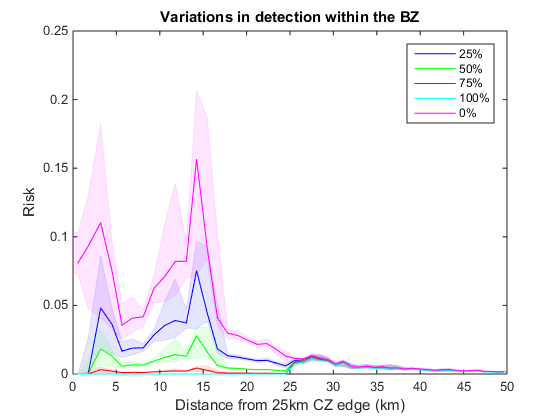 Variations in detection within the BZ
0.25
0.2
0.15
0.1
0.05
0
Risk
25%
50%
75%
100%
0%
0 5 10 15 20 25 30 35 40 45 50
Distance from 25km CZ edge (km)